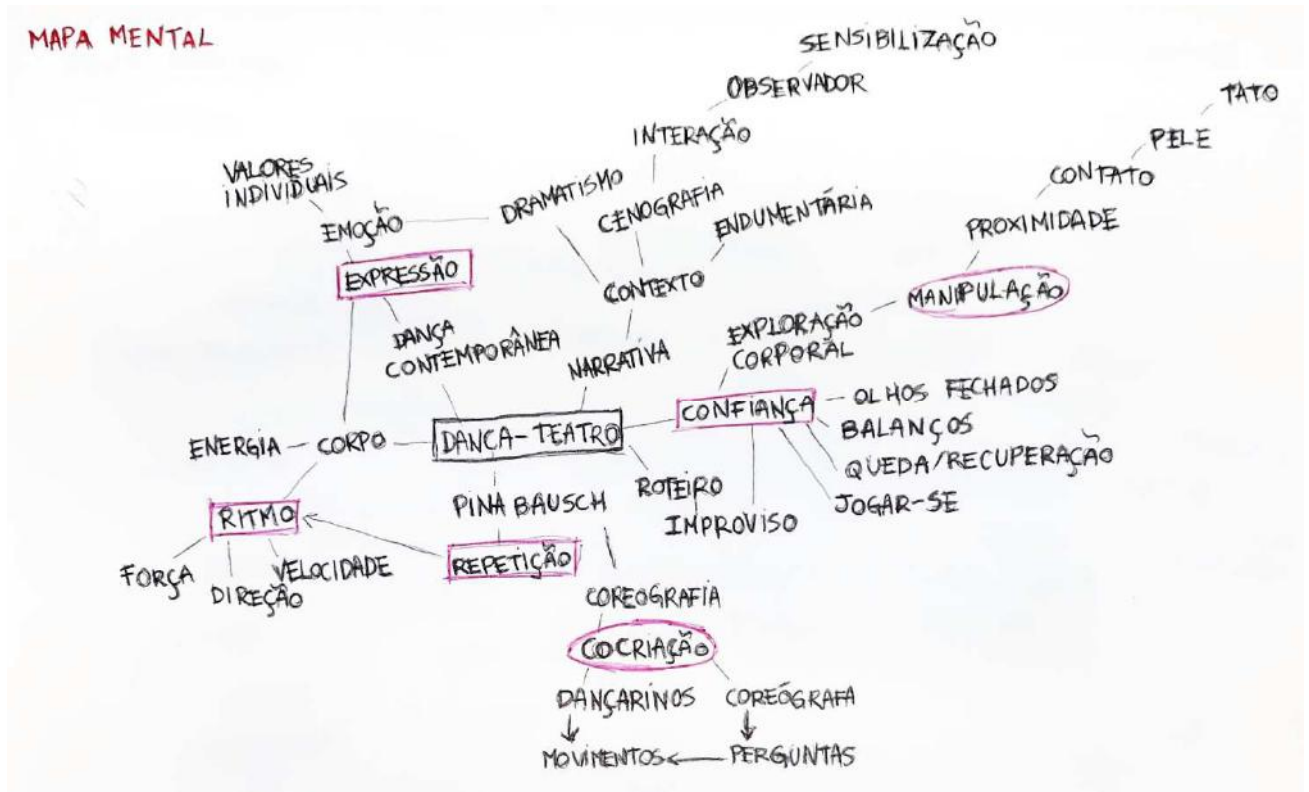 MAPA MENTAL
SENSIBILIZAÇÃO
OBSERVADOR
TATO
INTERAÇÃO
PELE
VALORES
INDIVIDUAIS
DRAMATISMO
CONTATO
CENOGRAFIA
ENDUMENTÁRIA
EMOÇÃO
PROXIMIDADE
EXPRESSÃO
CONTEXTO
MANIPULAÇÃO
DANÇA
CONTEMPORÂNEA
NARRATIVA
EXPLORAÇÃO
CORPORAL
OLHOS FECHADOS
CONFIANÇA
BALANÇOS
ENERGIA
CORPO
DANCA-TEATRO
QUEDA/RECUPERAÇÃO
ROTEIRO
JOGAR-SE
PINA BAUSCH
IMPROVISO
RITMO
REPETIÇÃO
FORÇA
DIREÇÃO
VELOCIDADE
COREOGRAFIA
COCRIAÇÃO
DANÇARINOS
COREÓGRAFA
MOVIMENTOS
PERGUNTAS